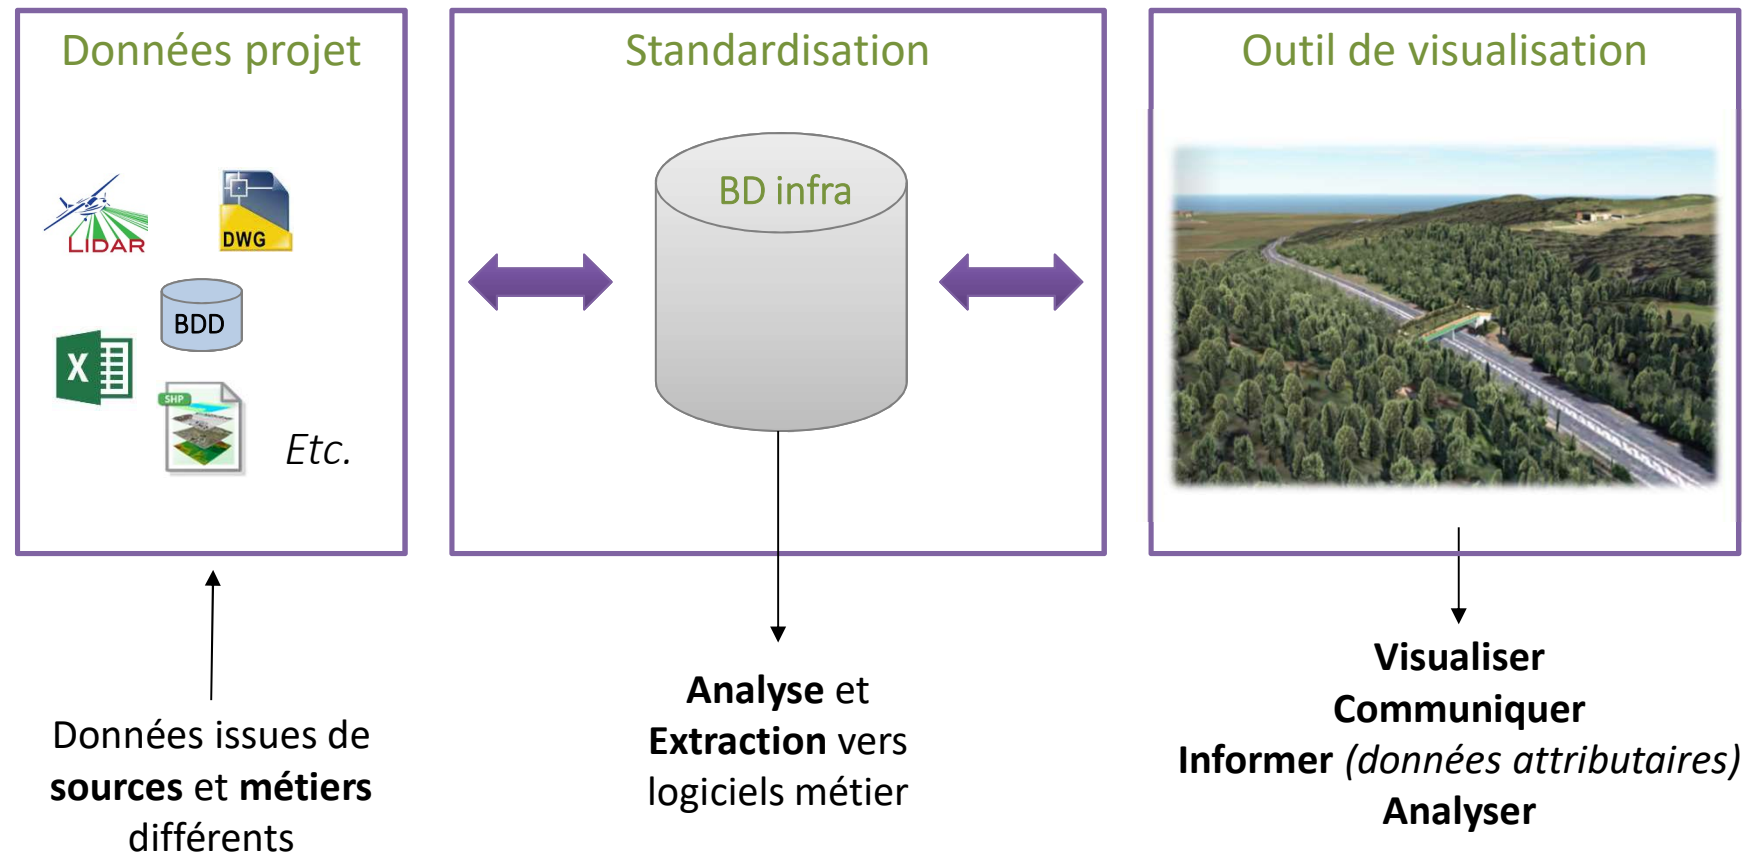 Données projet
LIDAR
DWG
BDD
X
SHP
Etc.
Données issues de
sources et métiers
différents
Standardisation
BD infra
Analyse et
Extraction vers
logiciels métier
Outil de visualisation
Visualiser
Communiquer
Informer (données attributaires)
Analyser